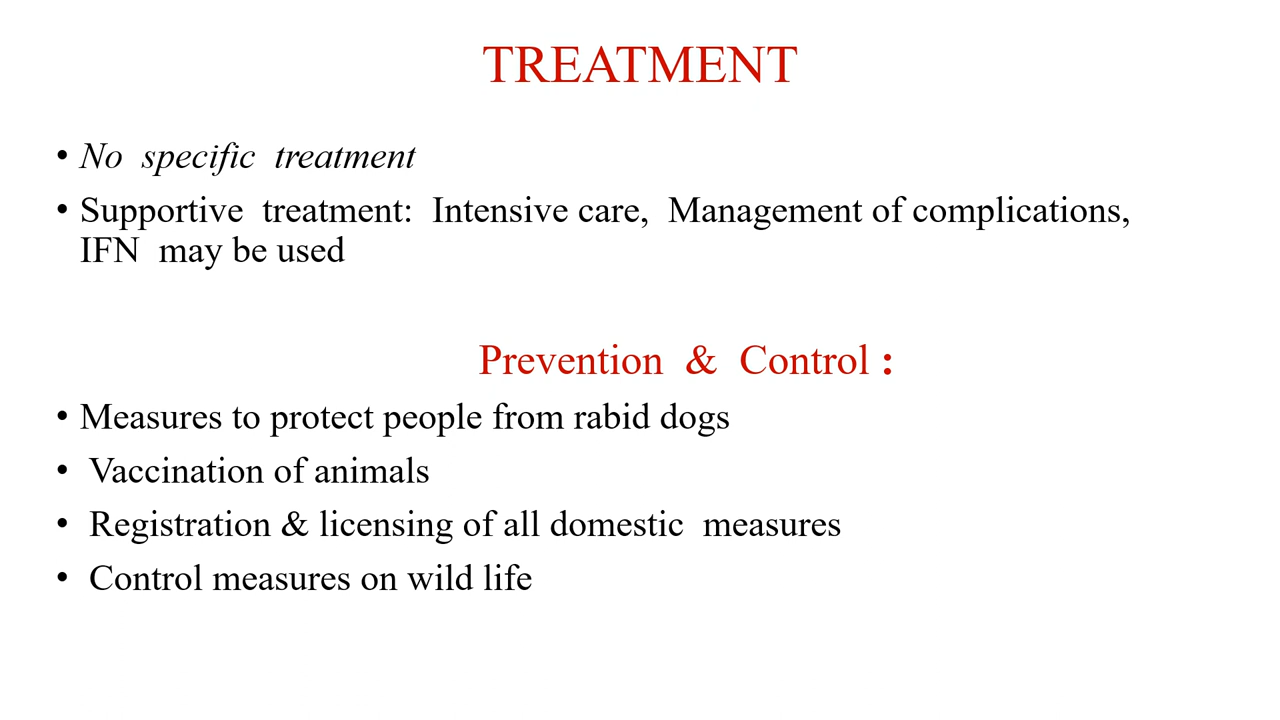 TREATMENT
• No specific treatment
• Supportive treatment: Intensive care, Management of complications,
IFN may be used
Prevention & Control :
• Measures to protect people from rabid dogs
• Vaccination of animals
• Registration & licensing of all domestic measures
• Control measures on wild life